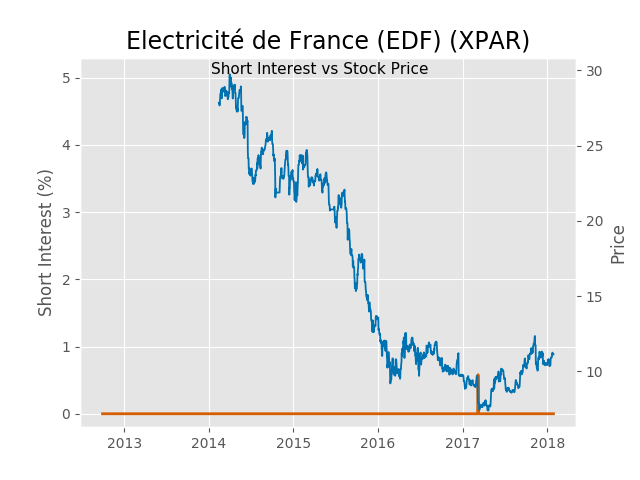 Electricité de France (EDF) (XPAR)
Short Interest vs Stock Price
5
4
3
2
1
0
Short Interest (%)
30
25
20
15
10
Price
2013 2014 2015 2016 2017 2018